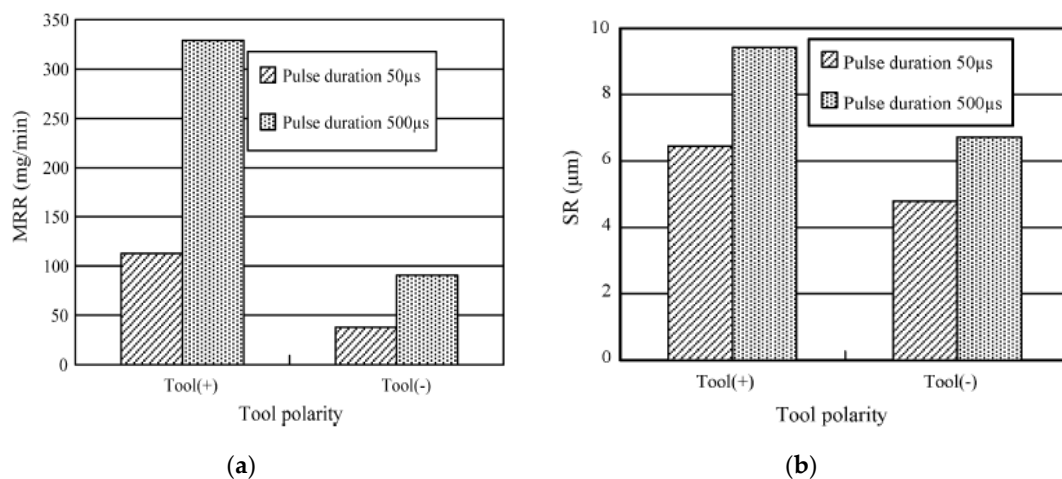 350
300
250
200
150
100
50
0
MRR (mg/min)
Pulse duration 50μs
Pulse duration 500μs
Tool(+)
Tool(-)
Tool polarity
(a)
10
8
6
4
2
0
SR (μm)
Pulse duration 50μs
Pulse duration 500μs
Tool(+)
Tool(-)
Tool polarity
(b)